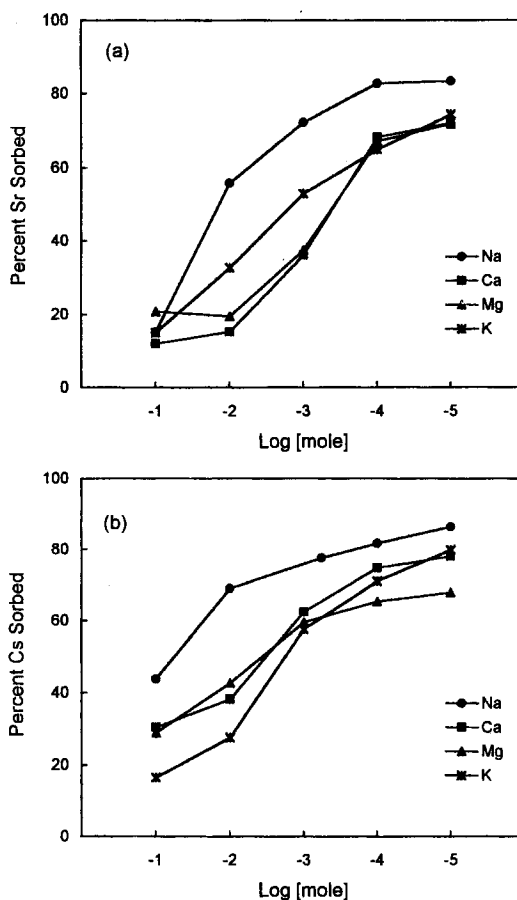 (a)
Percent Sr Sorbed
100
80
60
40
20
0
Na
Ca
Mg
K
-1 -2 -3 -4 -5
Log [mole]
(b)
Percent Cs Sorbed
100
80
60
40
20
0
Na
Ca
Mg
K
-1 -2 -3 -4 -5
Log [mole]